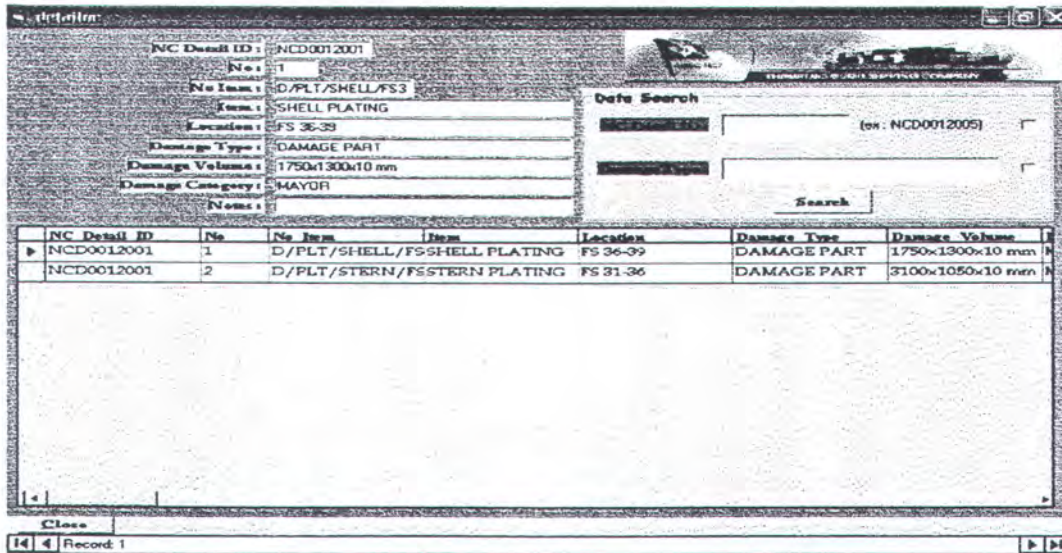 detailnc
NC Detail ID : NCD0012001
No : 1
No Item : D/PLT/SHELL/FS3
Item : SHELL PLATING
Location : FS 36-39
Damage Type : DAMAGE PART
Damage Volume : 1750x1300x10 mm
Damage Category : MAYOR
Notes :
Data Search
(ex : NCD0012005)
Search
NC Detail ID No No Item Item Location Damage Type Damage Volume
NCD0012001 1 D/PLT/SHELL/FS SHELL PLATING FS 36-39 DAMAGE PART 1750x1300x10 mm
NCD0012001 2 D/PLT/STERN/FS STERN PLATING FS 31-36 DAMAGE PART 3100x1050x10 mm
Close
Record: 1